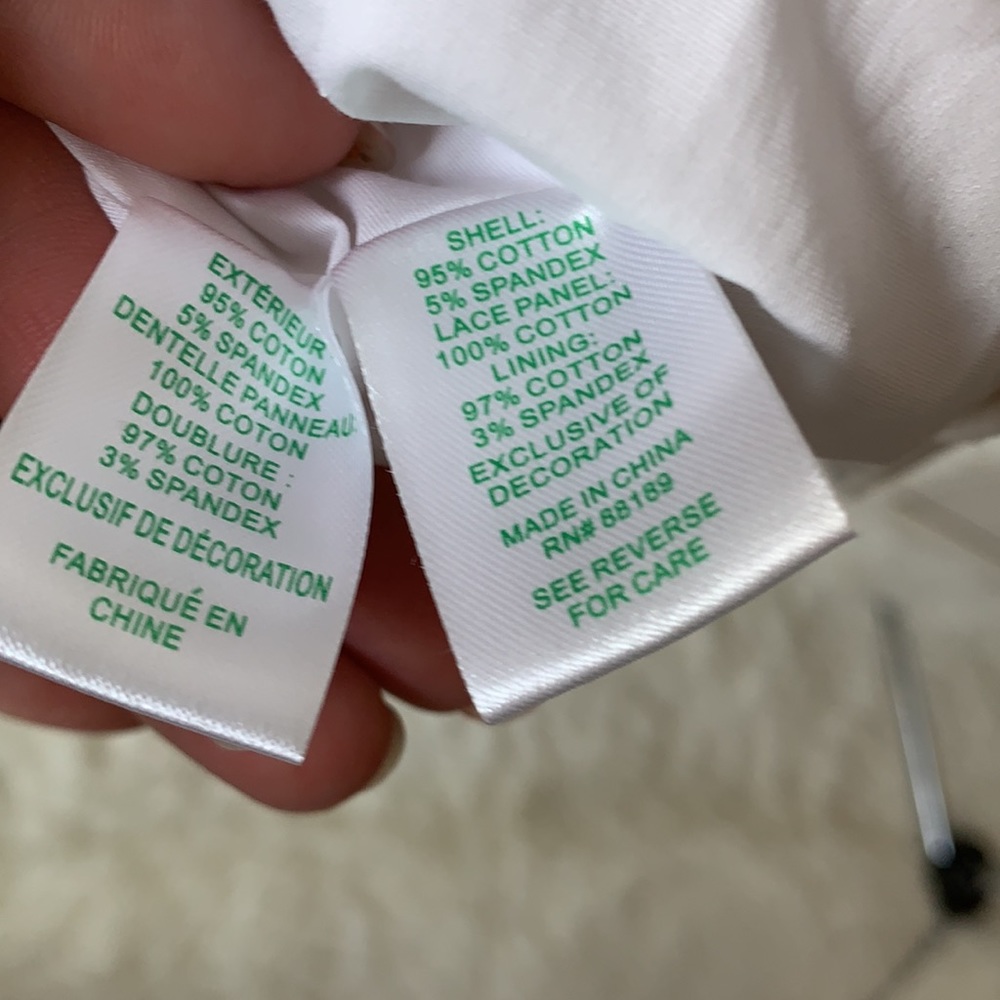 EXTÉRIEUR
95% COTON
5% SPANDEX
DENTELLE PANNEAU:
100% COTON
DOUBLURE :
97% COTON
3% SPANDEX
EXCLUSIF DE DÉCORATION
FABRIQUÉ EN
CHINE
SHELL:
95% COTTON
5% SPANDEX
LACE PANEL:
100% COTTON
LINING:
97% COTTON
3% SPANDEX
EXCLUSIVE OF
DECORATION
MADE IN CHINA
RN# 88189
SEE REVERSE
FOR CARE